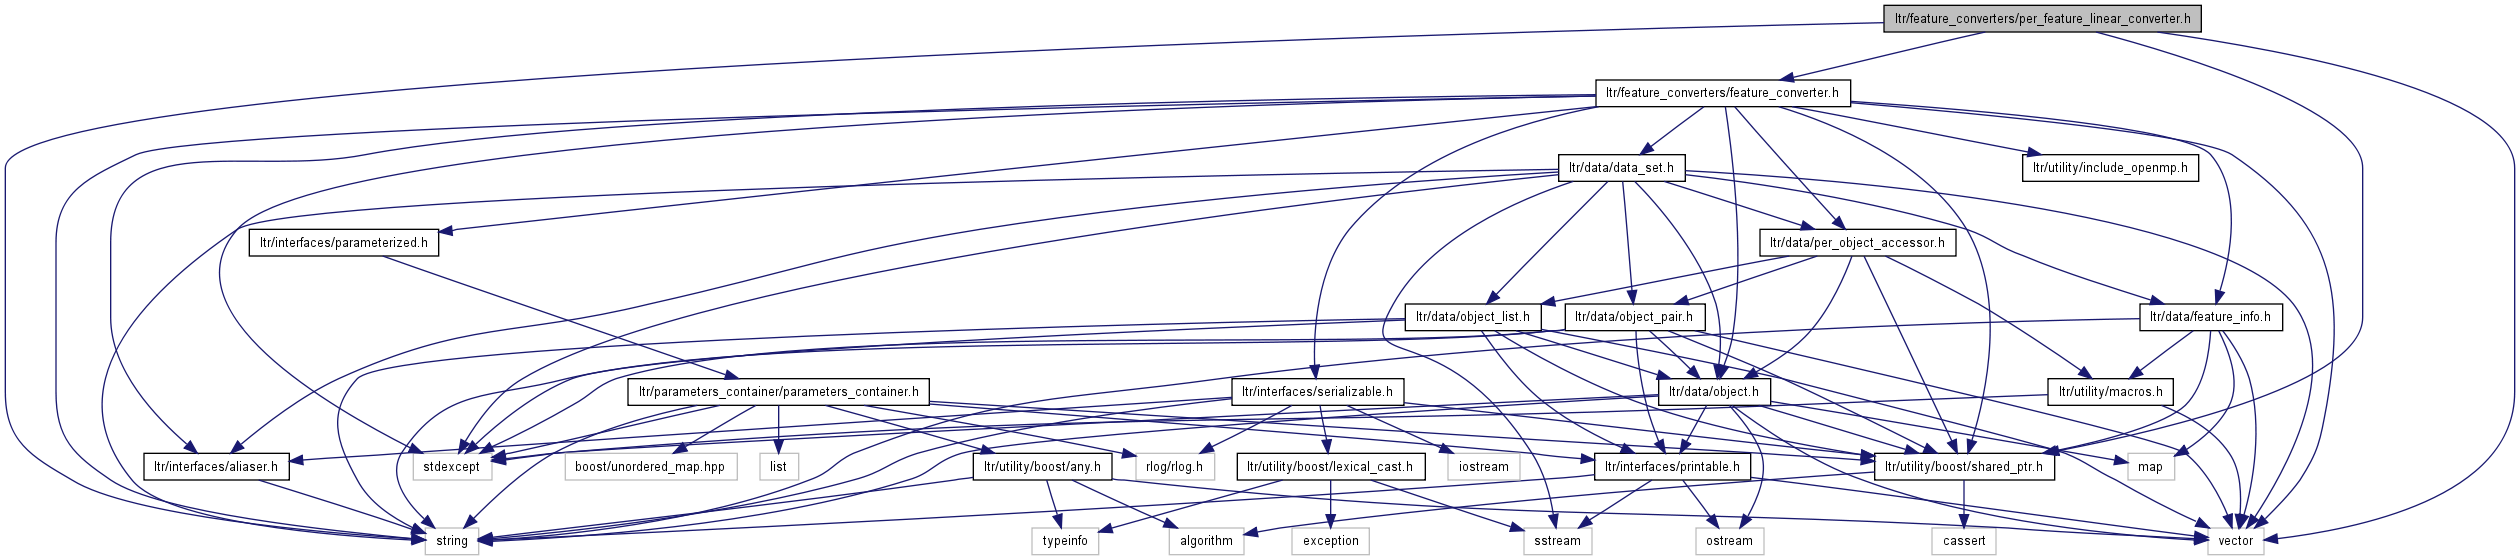 ltr/feature_converters/per_feature_linear_converter.h
ltr/feature_converters/feature_converter.h
ltr/data/data_set.h
ltr/utility/include_openmp.h
ltr/interfaces/parameterized.h
ltr/data/per_object_accessor.h
ltr/data/object_list.h
ltr/data/object_pair.h
ltr/data/feature_info.h
ltr/parameters_container/parameters_container.h
ltr/interfaces/serializable.h
ltr/data/object.h
ltr/utility/macros.h
ltr/interfaces/aliaser.h
stdexcept
boost/unordered_map.hpp
list
ltr/utility/boost/any.h
rlog/rlog.h
ltr/utility/boost/lexical_cast.h
iostream
ltr/interfaces/printable.h
ltr/utility/boost/shared_ptr.h
map
string
typeinfo
algorithm
exception
sstream
ostream
cassert
vector